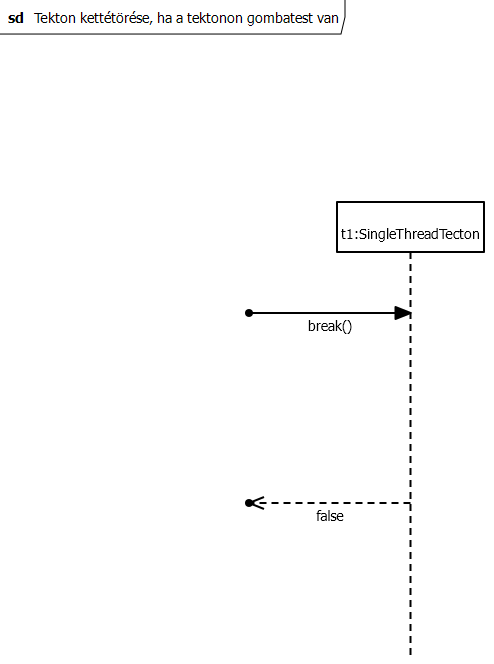 sd Tekton kettétörése, ha a tektonon gombatest van
t1:SingleThreadTecton
break()
false